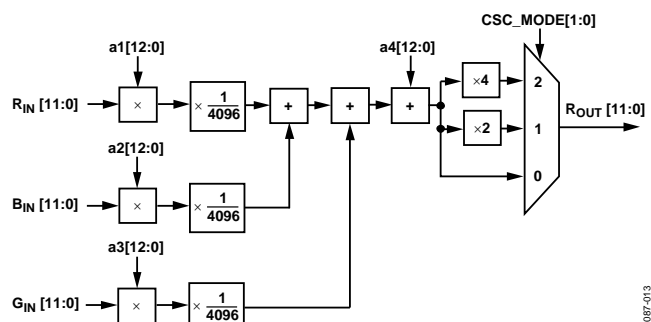 CSC_MODE[1:0]
a1[12:0]
a4[12:0]
R_IN [11:0]
×
× 1/4096
+
+
+
×4
2
×2
1
R_OUT [11:0]
0
a2[12:0]
B_IN [11:0]
×
× 1/4096
a3[12:0]
G_IN [11:0]
×
× 1/4096
087-013